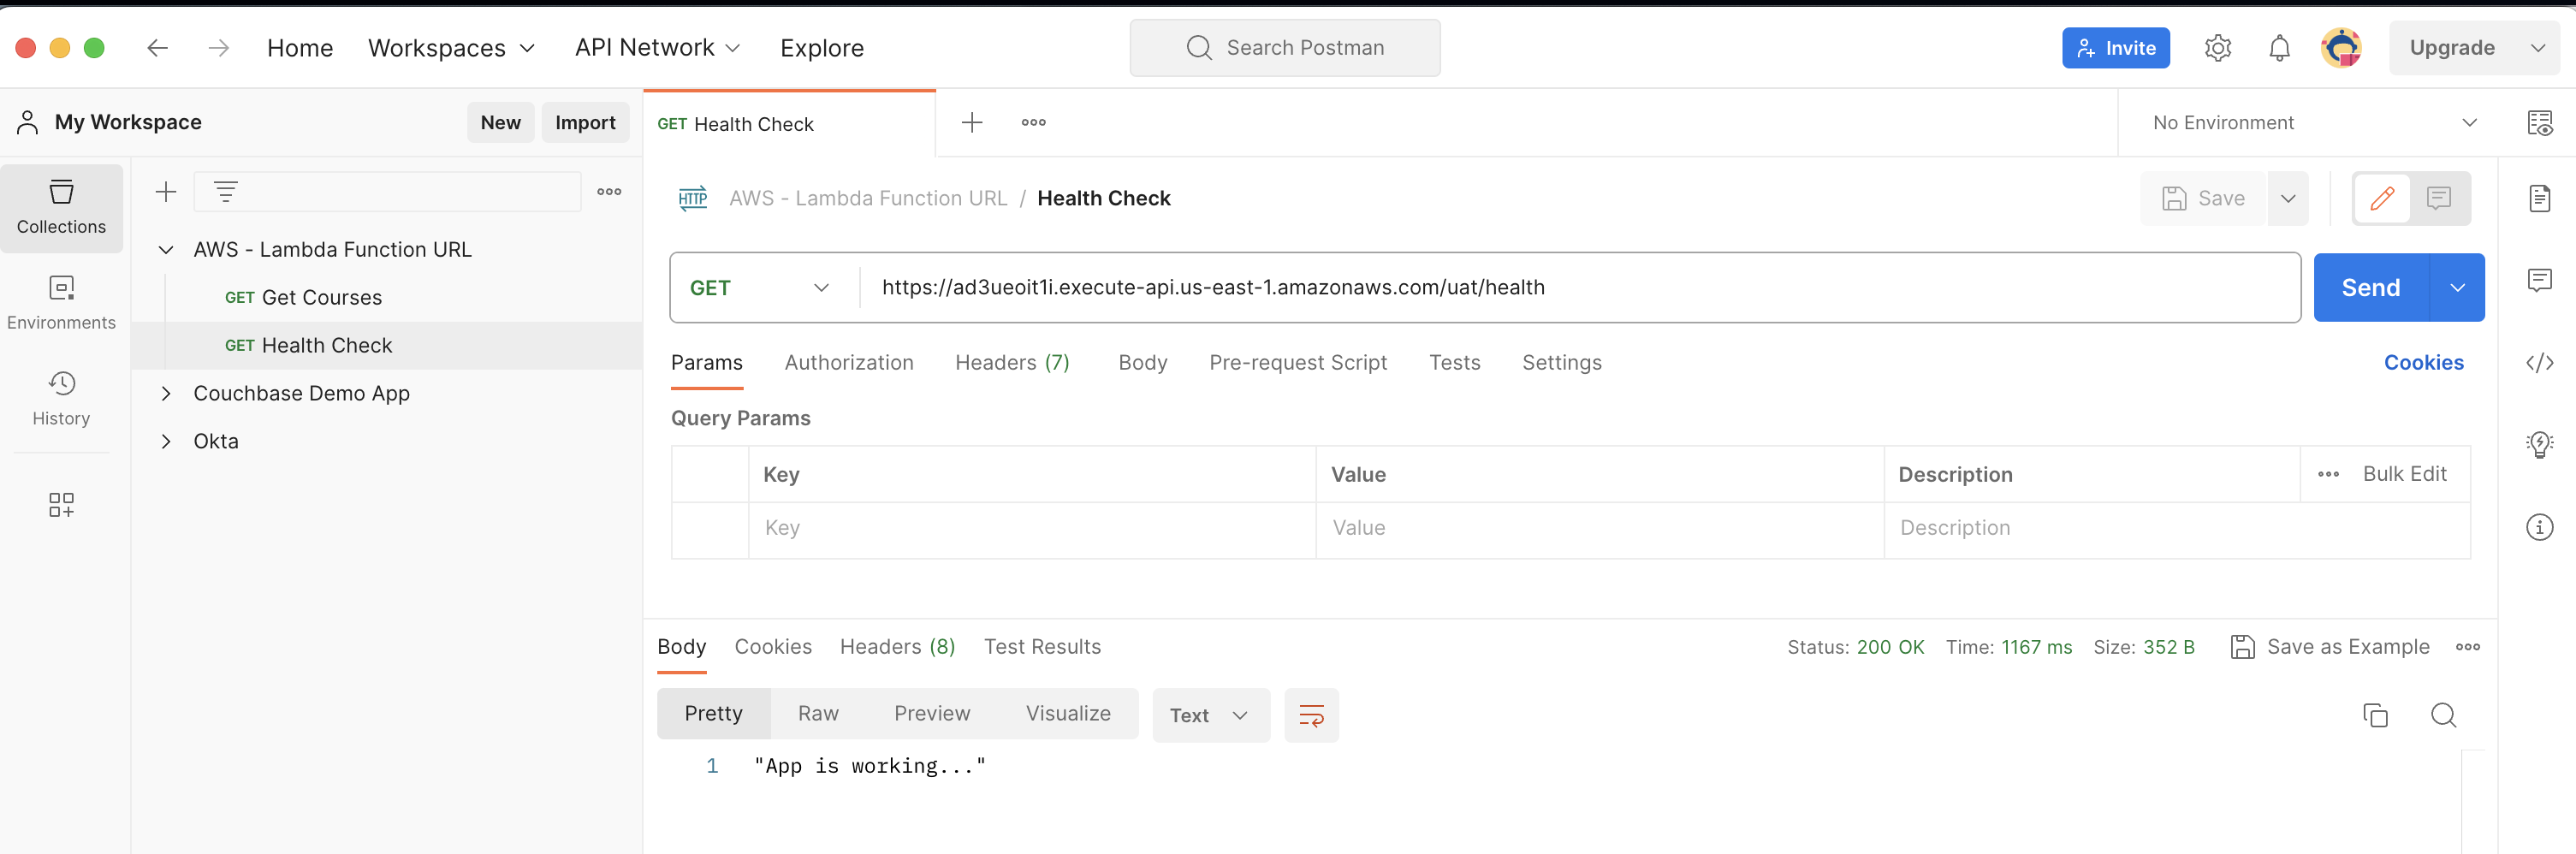 Home Workspaces API Network Explore Search Postman Invite Upgrade
My Workspace New Import
GET Health Check No Environment
Collections
Environments
History
AWS - Lambda Function URL
GET Get Courses
GET Health Check
Couchbase Demo App
Okta
HTTP AWS - Lambda Function URL / Health Check Save
GET https://ad3ueoit1i.execute-api.us-east-1.amazonaws.com/uat/health Send
Params Authorization Headers (7) Body Pre-request Script Tests Settings Cookies
Query Params
Key Value Description Bulk Edit
Key Value Description
Body Cookies Headers (8) Test Results Status: 200 OK Time: 1167 ms Size: 352 B Save as Example
Pretty Raw Preview Visualize Text
1 "App is working..."